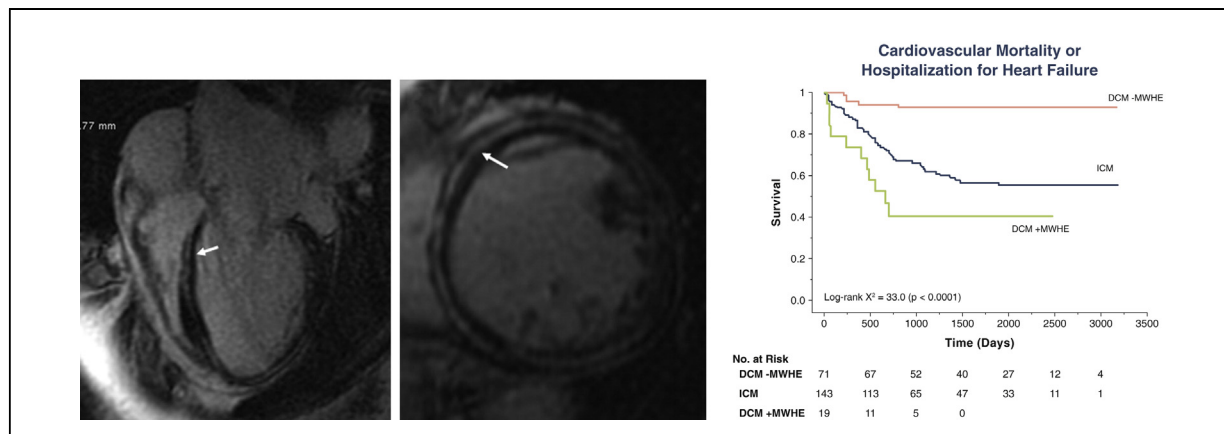 .77 mm
Cardiovascular Mortality or
Hospitalization for Heart Failure
Survival
1
0.8
0.6
0.4
0.2
0.0
DCM -MWHE
ICM
DCM +MWHE
Log-rank X² = 33.0 (p < 0.0001)
0 500 1000 1500 2000 2500 3000 3500
Time (Days)
No. at Risk
DCM -MWHE 71 67 52 40 27 12 4
ICM 143 113 65 47 33 11 1
DCM +MWHE 19 11 5 0